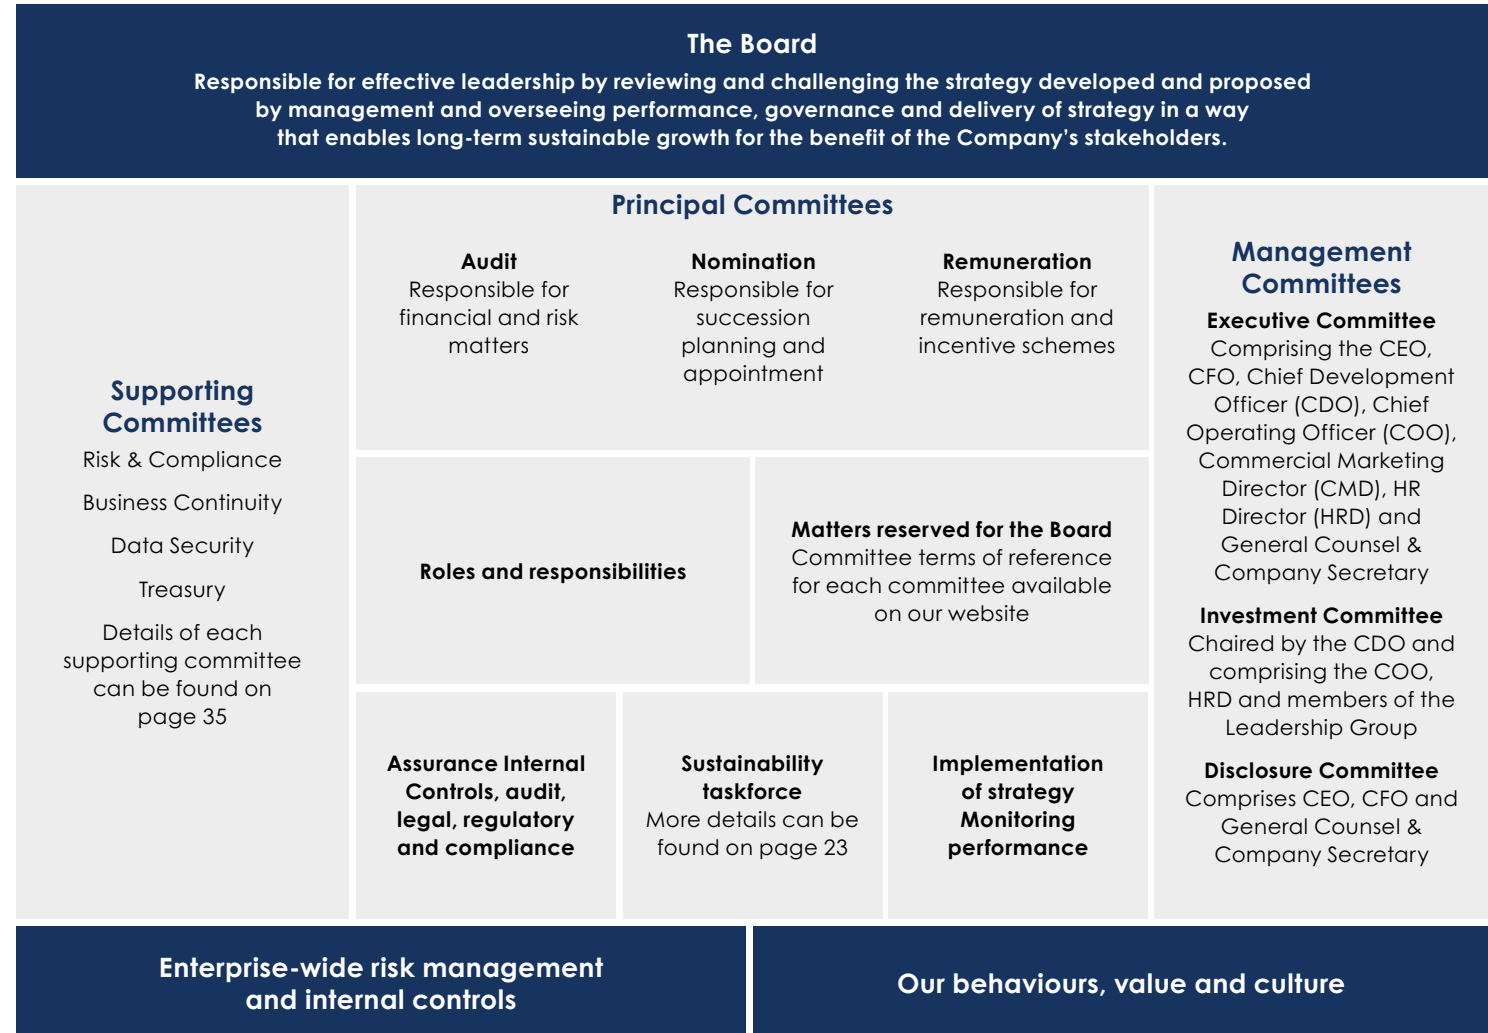 The Board
Responsible for effective leadership by reviewing and challenging the strategy developed and proposed
by management and overseeing performance, governance and delivery of strategy in a way
that enables long-term sustainable growth for the benefit of the Company’s stakeholders.
Supporting
Committees
Risk & Compliance
Business Continuity
Data Security
Treasury
Details of each
supporting committee
can be found on
page 35
Principal Committees
Audit
Responsible for
financial and risk
matters
Nomination
Responsible for
succession
planning and
appointment
Remuneration
Responsible for
remuneration and
incentive schemes
Roles and responsibilities
Matters reserved for the Board
Committee terms of reference
for each committee available
on our website
Assurance Internal
Controls, audit,
legal, regulatory
and compliance
Sustainability
taskforce
More details can be
found on page 23
Implementation
of strategy
Monitoring
performance
Management
Committees
Executive Committee
Comprising the CEO,
CFO, Chief Development
Officer (CDO), Chief
Operating Officer (COO),
Commercial Marketing
Director (CMD), HR
Director (HRD) and
General Counsel &
Company Secretary
Investment Committee
Chaired by the CDO and
comprising the COO,
HRD and members of the
Leadership Group
Disclosure Committee
Comprises CEO, CFO and
General Counsel &
Company Secretary
Enterprise-wide risk management
and internal controls
Our behaviours, value and culture